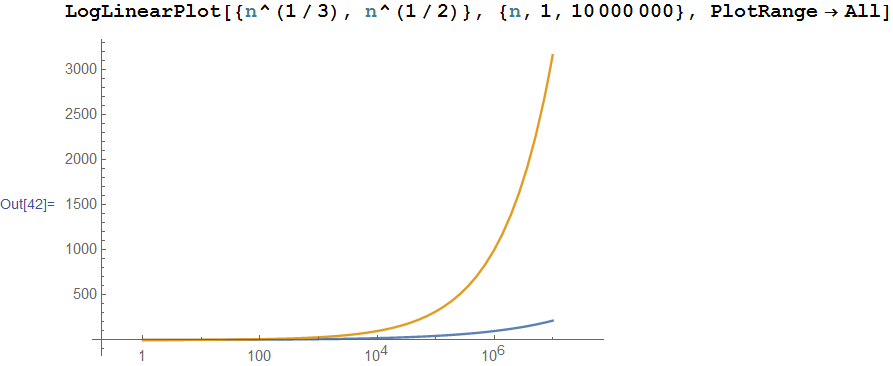 LogLinearPlot[{n^(1/3), n^(1/2)}, {n, 1, 10 000 000}, PlotRange → All]
3000
2500
2000
Out[42]= 1500
1000
500
1 100 10^4 10^6